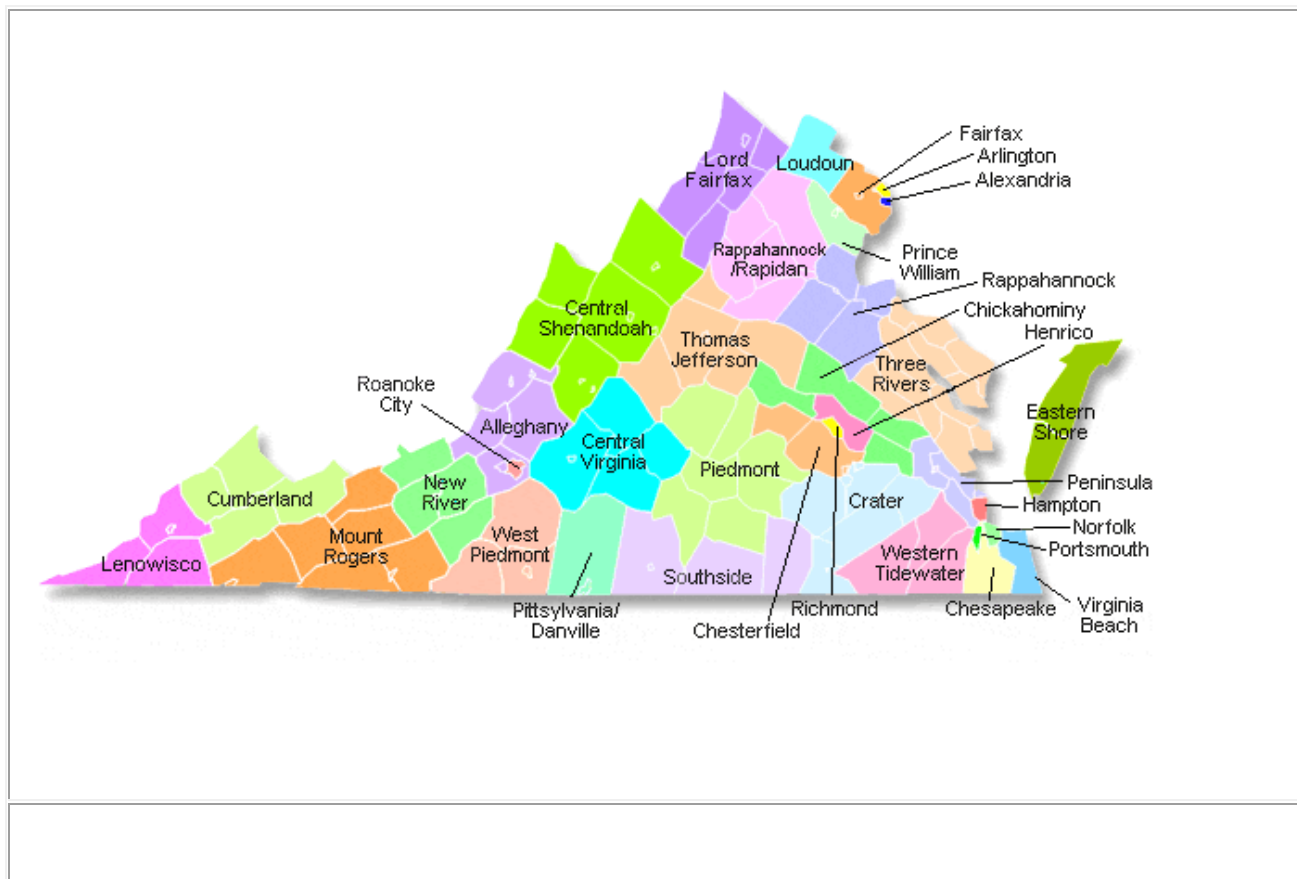 Fairfax
Arlington
Alexandria
Lord
Fairfax
Loudoun
Prince
William
Rappahannock
/Rapidan
Rappahannock
Chickahominy
Henrico
Central
Shenandoah
Thomas
Jefferson
Three
Rivers
Roanoke
City
Alleghany
Eastern
Shore
Central
Virginia
Piedmont
Peninsula
Cumberland
New
River
Crater
Hampton
Norfolk
Portsmouth
Mount
Rogers
West
Piedmont
Lenowisco
Southside
Western
Tidewater
Pittsylvania/
Danville
Chesterfield
Richmond
Chesapeake
Virginia
Beach